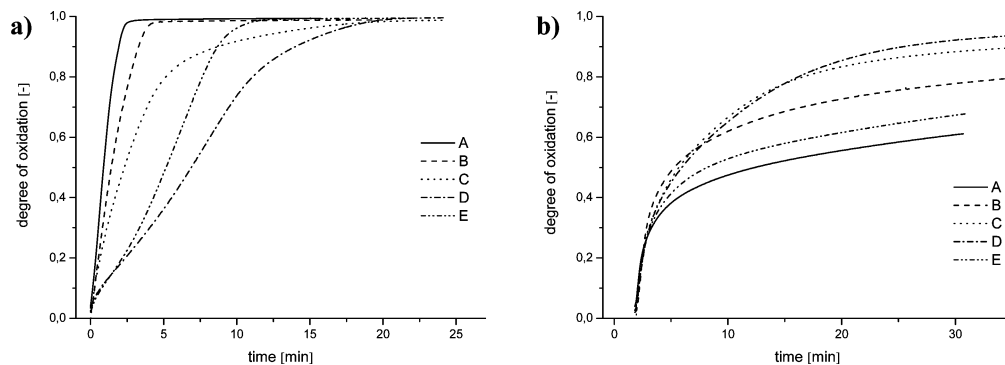 a)
1,0
0,8
0,6
0,4
0,2
0,0
degree of oxidation [-]
A
B
C
D
E
0 5 10 15 20 25
time [min]
b)
1,0
0,8
0,6
0,4
0,2
0,0
degree of oxidation [-]
A
B
C
D
E
0 10 20 30
time [min]